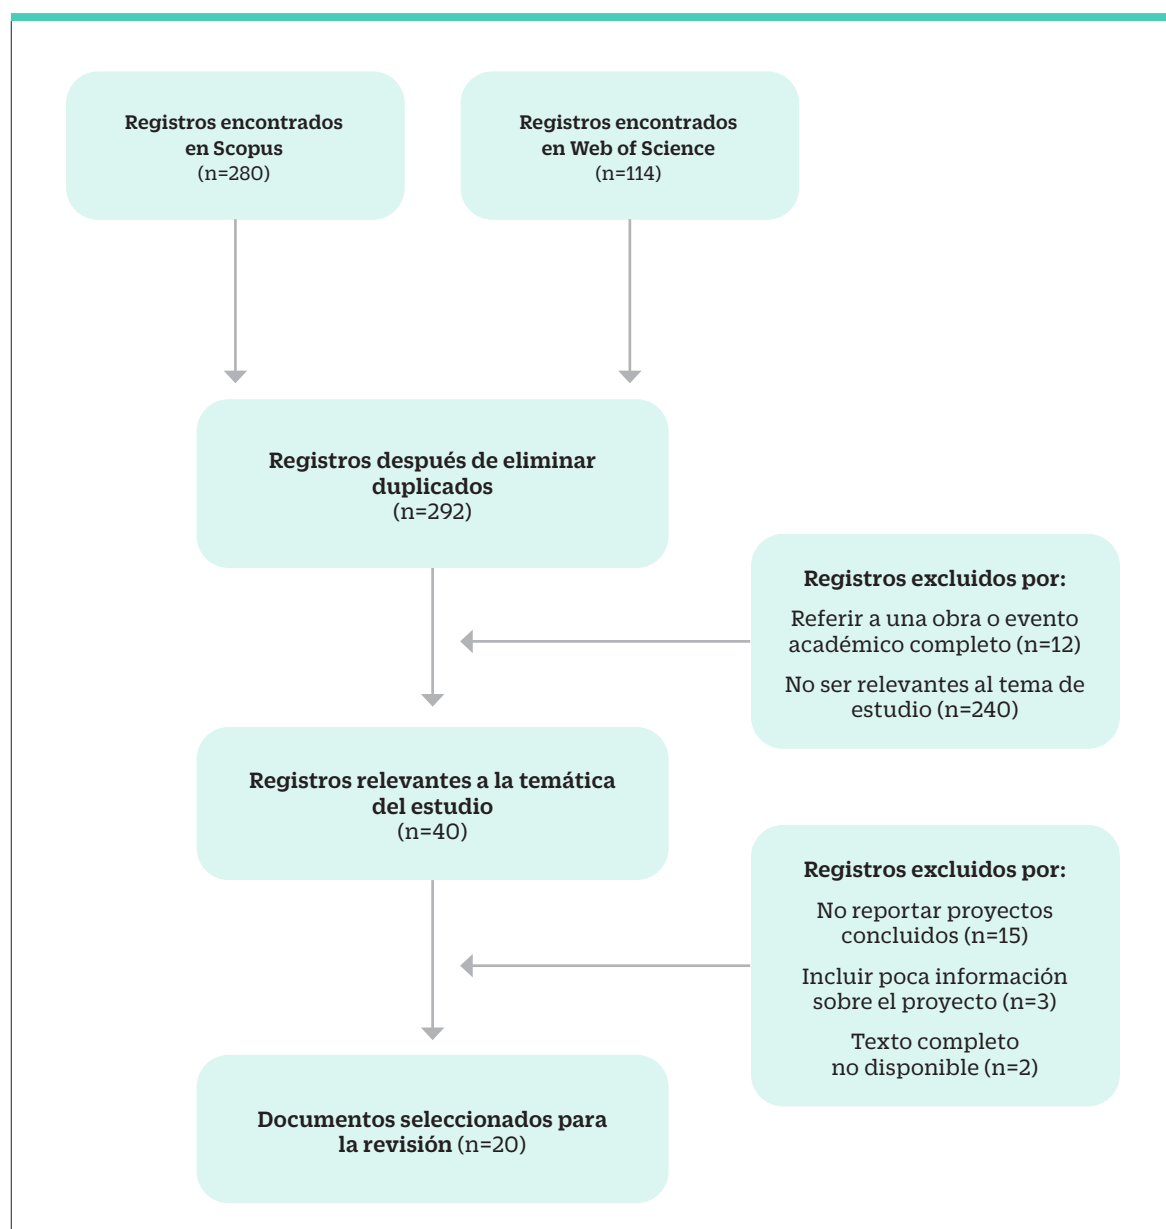 Registros encontrados
en Scopus
(n=280)
Registros encontrados
en Web of Science
(n=114)
Registros después de eliminar
duplicados
(n=292)
Registros excluidos por:
Referir a una obra o evento
académico completo (n=12)
No ser relevantes al tema de
estudio (n=240)
Registros relevantes a la temática
del estudio
(n=40)
Registros excluidos por:
No reportar proyectos
concluidos (n=15)
Incluir poca información
sobre el proyecto (n=3)
Texto completo
no disponible (n=2)
Documentos seleccionados para
la revisión (n=20)